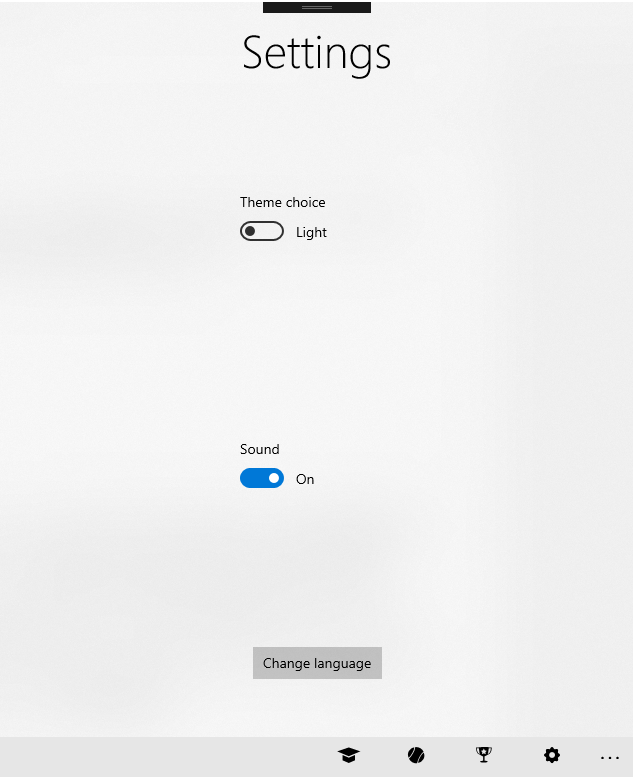 Settings
Theme choice
Light
Sound
On
Change language